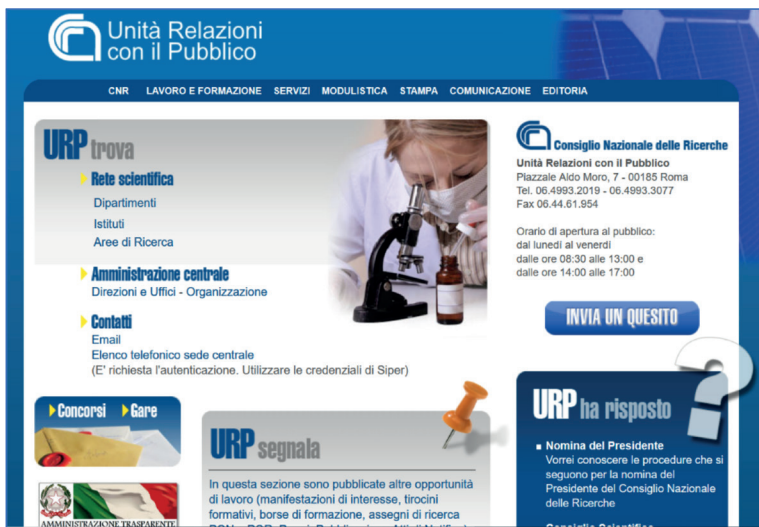 Unità Relazioni
con il Pubblico
CNR LAVORO E FORMAZIONE SERVIZI MODULISTICA STAMPA COMUNICAZIONE EDITORIA
URP trova
Rete scientifica
Dipartimenti
Istituti
Aree di Ricerca
Amministrazione centrale
Direzioni e Uffici - Organizzazione
Contatti
Email
Elenco telefonico sede centrale
(E' richiesta l'autenticazione. Utilizzare le credenziali di Siper)
Concorsi Gare
AMMINISTRAZIONE TRASPARENTE
URP segnala
In questa sezione sono pubblicate altre opportunità
di lavoro (manifestazioni di interesse, tirocini
formativi, borse di formazione, assegni di ricerca
Consiglio Nazionale delle Ricerche
Unità Relazioni con il Pubblico
Piazzale Aldo Moro, 7 - 00185 Roma
Tel. 06.4993.2019 - 06.4993.3077
Fax 06.44.61.954
Orario di apertura al pubblico:
dal lunedì al venerdì
dalle ore 08:30 alle 13:00 e
dalle ore 14:00 alle 17:00
INVIA UN QUESITO
?
URP ha risposto
Nomina del Presidente
Vorrei conoscere le procedure che si
seguono per la nomina del
Presidente del Consiglio Nazionale
delle Ricerche